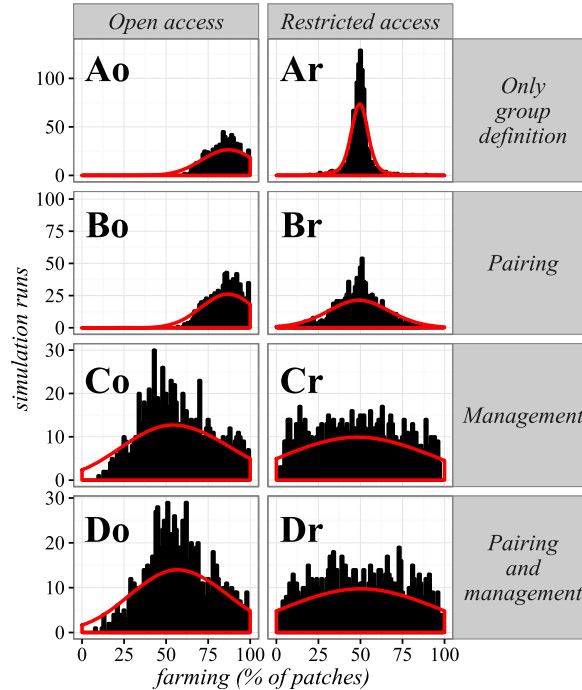 Open access
Restricted access
Ao
Ar
Only
group
definition
100
50
0
Bo
Br
Pairing
100
75
50
25
0
Co
Cr
Management
30
20
10
0
Do
Dr
Pairing
and
management
30
20
10
0
simulation runs
0 25 50 75 100
0 25 50 75 100
farming (% of patches)